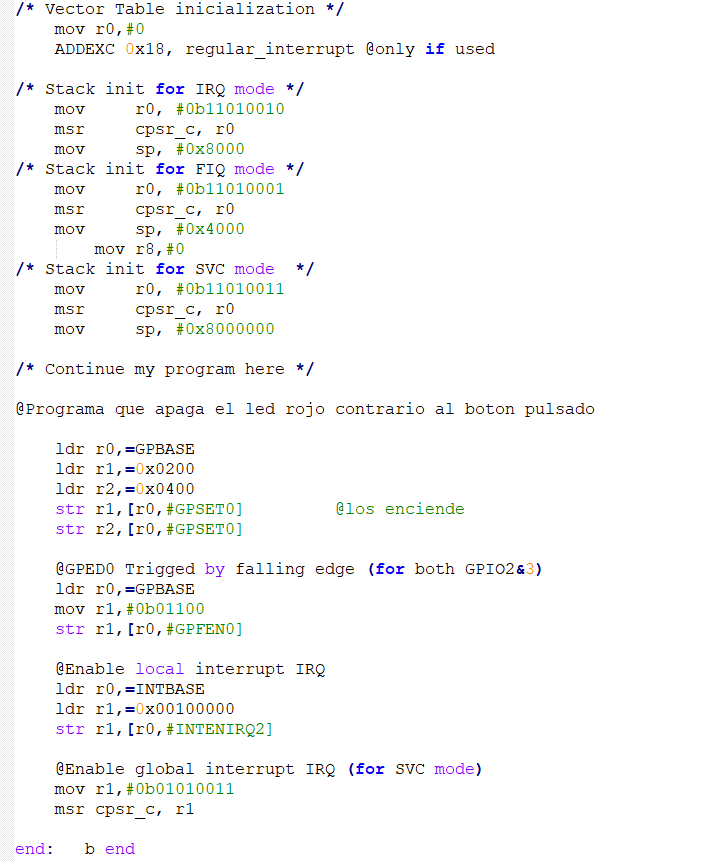 /* Vector Table inicialization */
mov r0,#0
ADDEXC 0x18, regular_interrupt @only if used
/* Stack init for IRQ mode */
mov r0, #0b11010010
msr cpsr_c, r0
mov sp, #0x8000
/* Stack init for FIQ mode */
mov r0, #0b11010001
msr cpsr_c, r0
mov sp, #0x4000
mov r8,#0
/* Stack init for SVC mode */
mov r0, #0b11010011
msr cpsr_c, r0
mov sp, #0x8000000
/* Continue my program here */
@Programa que apaga el led rojo contrario al boton pulsado
ldr r0,=GPBASE
ldr r1,=0x0200
ldr r2,=0x0400
str r1,[r0,#GPSET0] @los enciende
str r2,[r0,#GPSET0]
@GPED0 Trigged by falling edge (for both GPIO2&3)
ldr r0,=GPBASE
mov r1,#0b01100
str r1,[r0,#GPFEN0]
@Enable local interrupt IRQ
ldr r0,=INTBASE
ldr r1,=0x00100000
str r1,[r0,#INTENIRQ2]
@Enable global interrupt IRQ (for SVC mode)
mov r1,#0b01010011
msr cpsr_c, r1
end: b end